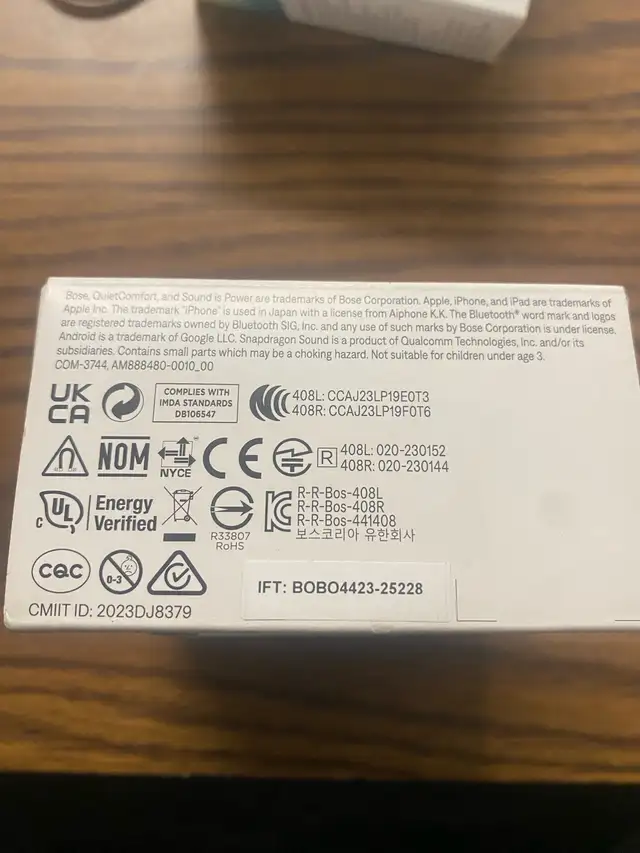 Bose, QuietComfort, and Sound is Power are trademarks of Bose Corporation. Apple, iPhone, and iPad are trademarks of
Apple Inc. The trademark "iPhone" is used in Japan with a license from Aiphone K.K. The Bluetooth® word mark and logos
are registered trademarks owned by Bluetooth SIG, Inc. and any use of such marks by Bose Corporation is under license.
Android is a trademark of Google LLC. Snapdragon Sound is a product of Qualcomm Technologies, Inc. and/or its
subsidiaries. Contains small parts which may be a choking hazard. Not suitable for children under age 3.
COM-3744, AM888480-0010_00
UK
CA
COMPLIES WITH
IMDA STANDARDS
DB106547
408L: CCAJ23LP19E0T3
408R: CCAJ23LP19F0T6
NOM
NYCE
CE
R
408L: 020-230152
408R: 020-230144
c UL
Energy
Verified
R33807
RoHS
R-R-Bos-408L
R-R-Bos-408R
R-R-Bos-441408
보스코리아 유한회사
CQC
0-3
CMIIT ID: 2023DJ8379
IFT: BOBO4423-25228